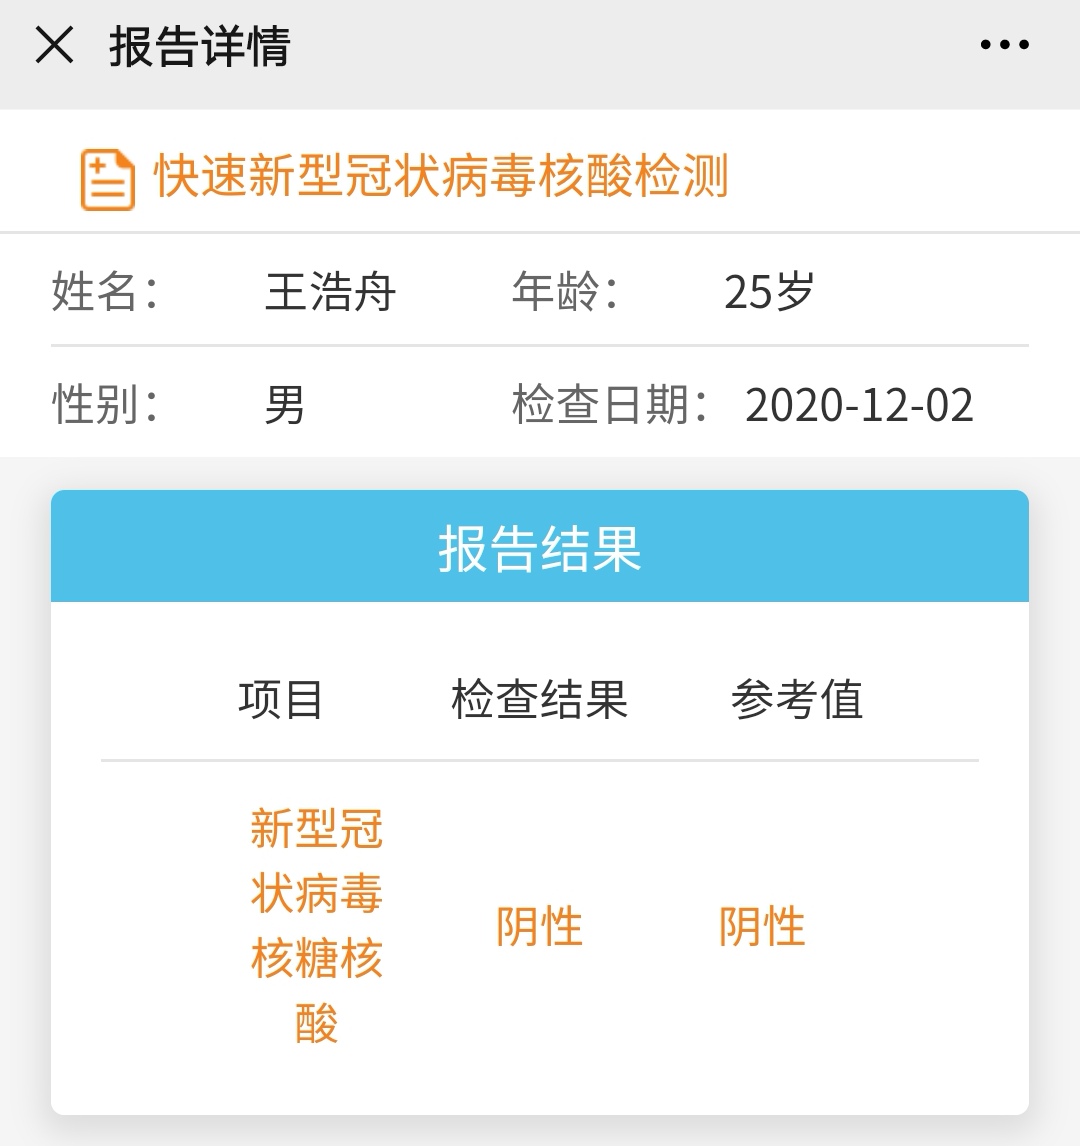 报告详情
快速新型冠状病毒核酸检测
姓名： 王浩舟 年龄： 25岁
性别： 男 检查日期： 2020-12-02
报告结果
项目 检查结果 参考值
新型冠
状病毒
核糖核
酸
阴性 阴性